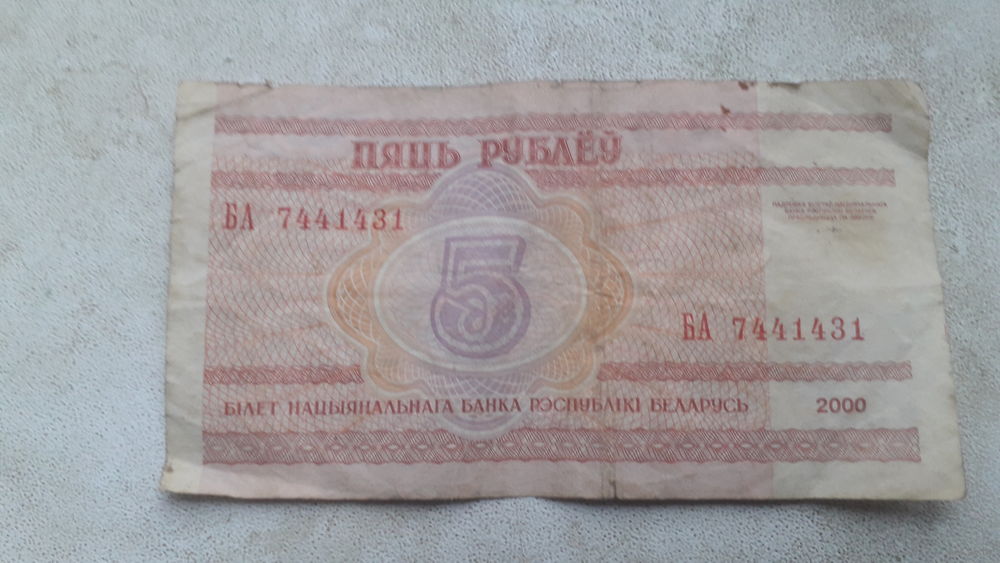 ПЯЦЬ РУБЛЁЎ
БА 7441431
5
БА 7441431
БІЛЕТ НАЦЫЯНАЛЬНАГА БАНКА РЭСПУБЛІКІ БЕЛАРУСЬ
2000